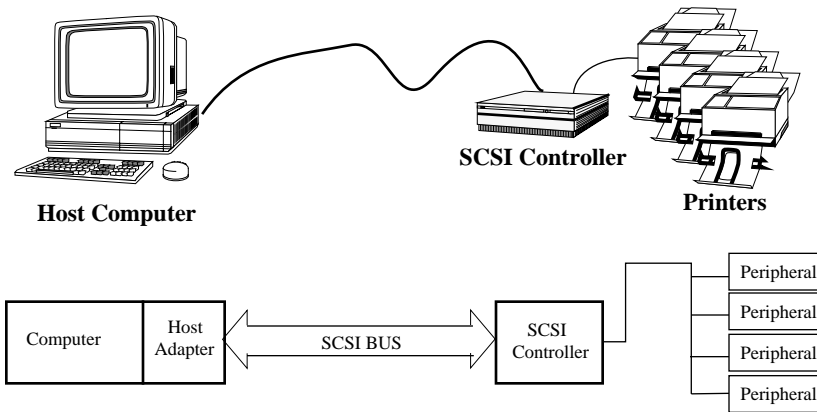 SCSI Controller
Host Computer
Printers
Computer
Host
Adapter
SCSI BUS
SCSI
Controller
Peripheral
Peripheral
Peripheral
Peripheral